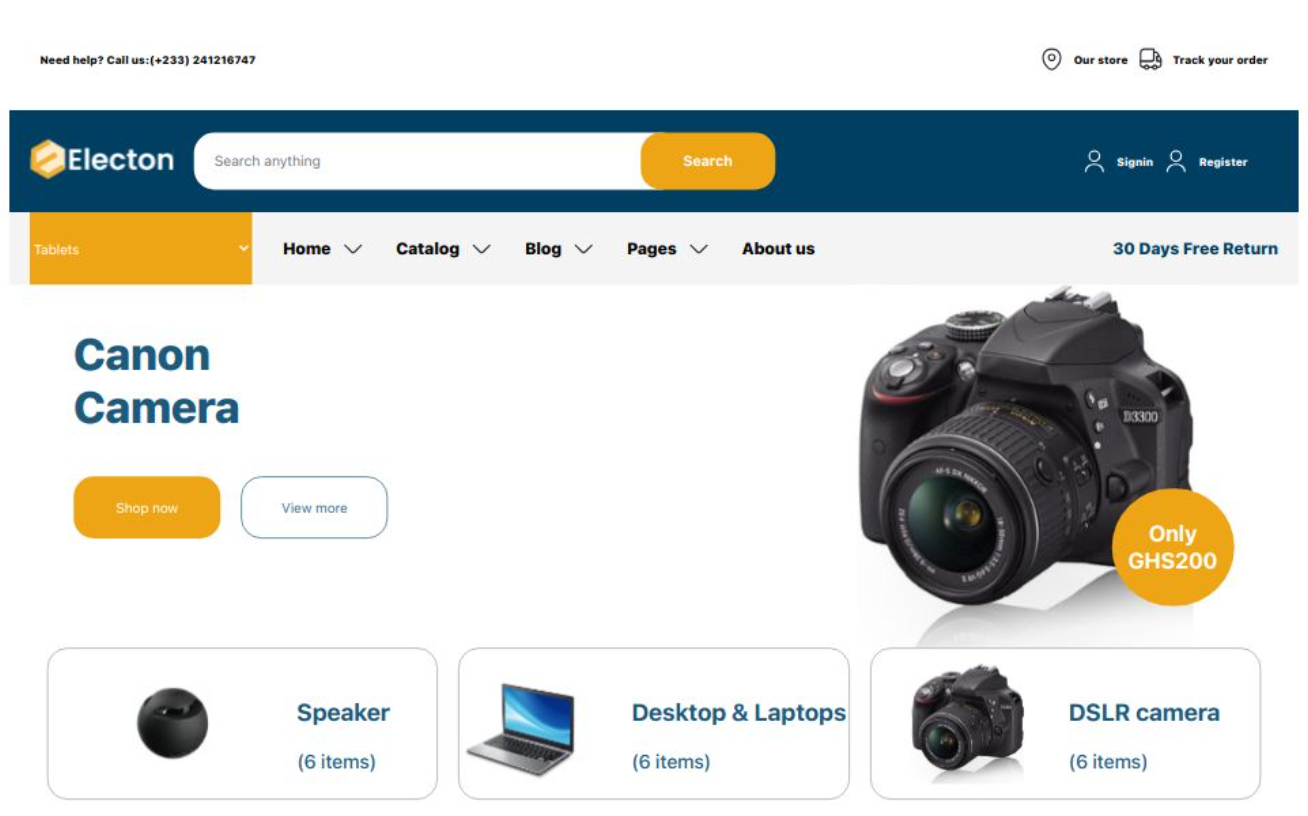 Need help? Call us:(+233) 241216747
Our store
Track your order
Electon
Search anything
Search
Signin
Register
Tablets
Home
Catalog
Blog
Pages
About us
30 Days Free Return
Canon
Camera
Shop now
View more
D3300
Only
GHS200
Speaker
(6 items)
Desktop & Laptops
(6 items)
DSLR camera
(6 items)